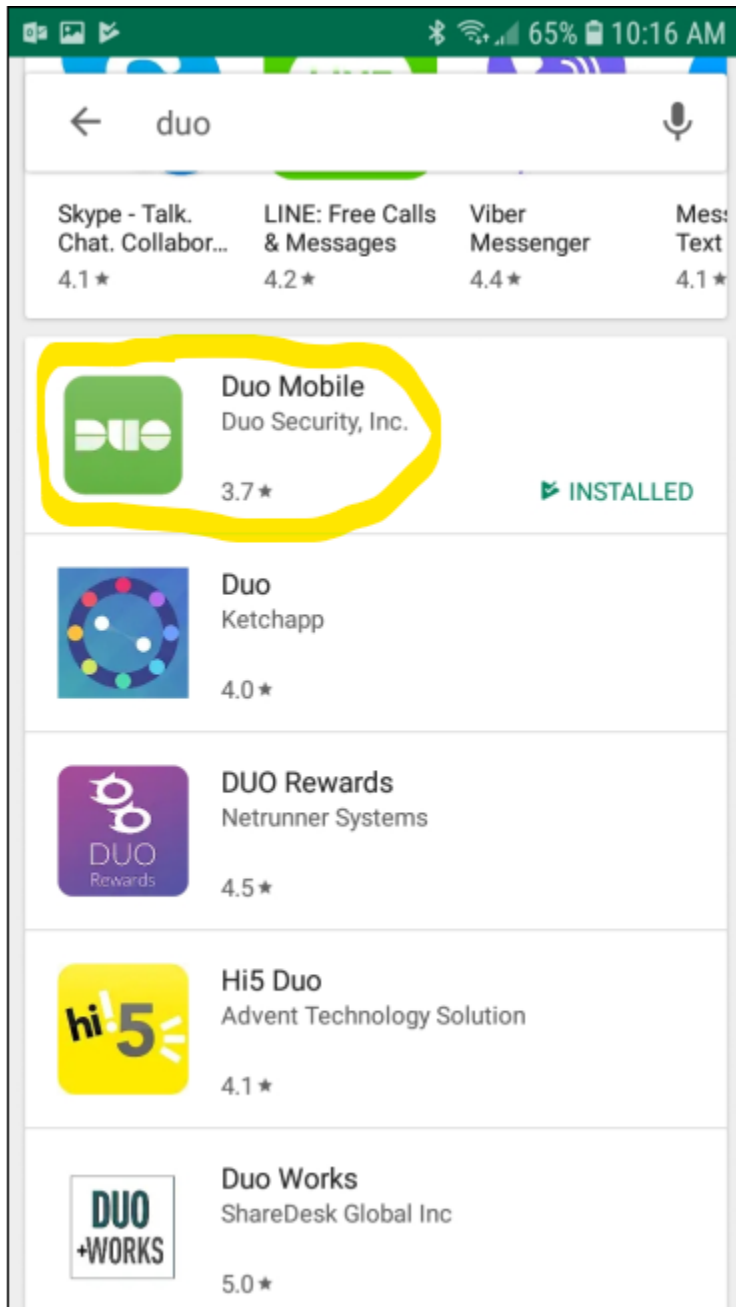 65% 10:16 AM
duo
Skype - Talk.
Chat. Collabor...
4.1★
LINE: Free Calls
& Messages
4.2★
Viber
Messenger
4.4★
Mess
Text
4.1★
DUO
Duo Mobile
Duo Security, Inc.
3.7★
INSTALLED
Duo
Ketchapp
4.0★
DUO
Rewards
DUO Rewards
Netrunner Systems
4.5★
hi!5
Hi5 Duo
Advent Technology Solution
4.1★
DUO
+WORKS
Duo Works
ShareDesk Global Inc
5.0★